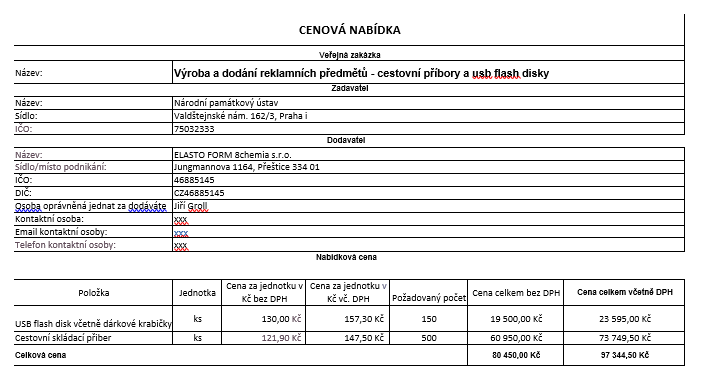 CENOVÁ NABÍDKA
Veřejná zakázka
Název: Výroba a dodání reklamních předmětů - cestovní příbory a usb flash disky
Zadavatel
Název: Národní památkový ústav
Sídlo: Valdštejnské nám. 162/3, Praha i
IČO: 75032333
Dodavatel
Název: ELASTO FORM 8chemia s.r.o.
Sídlo/místo podnikání: Jungmannova 1164, Přeštice 334 01
IČO: 46885145
DIČ: CZ46885145
Osoba oprávněná jednat za dodáváte Jiří Groll
Kontaktní osoba: xxx
Email kontaktní osoby: xxx
Telefon kontaktní osoby: xxx
Nabídková cena
Položka Jednotka Cena za jednotku v Kč bez DPH Cena za jednotku v Kč vč. DPH Požadovaný počet Cena celkem bez DPH Cena celkem včetně DPH
USB flash disk včetně dárkové krabičky ks 130,00 Kč 157,30 Kč 150 19 500,00 Kč 23 595,00 Kč
Cestovní skládací příber ks 121,90 Kč 147,50 Kč 500 60 950,00 Kč 73 749,50 Kč
Celková cena 80 450,00 Kč 97 344,50 Kč